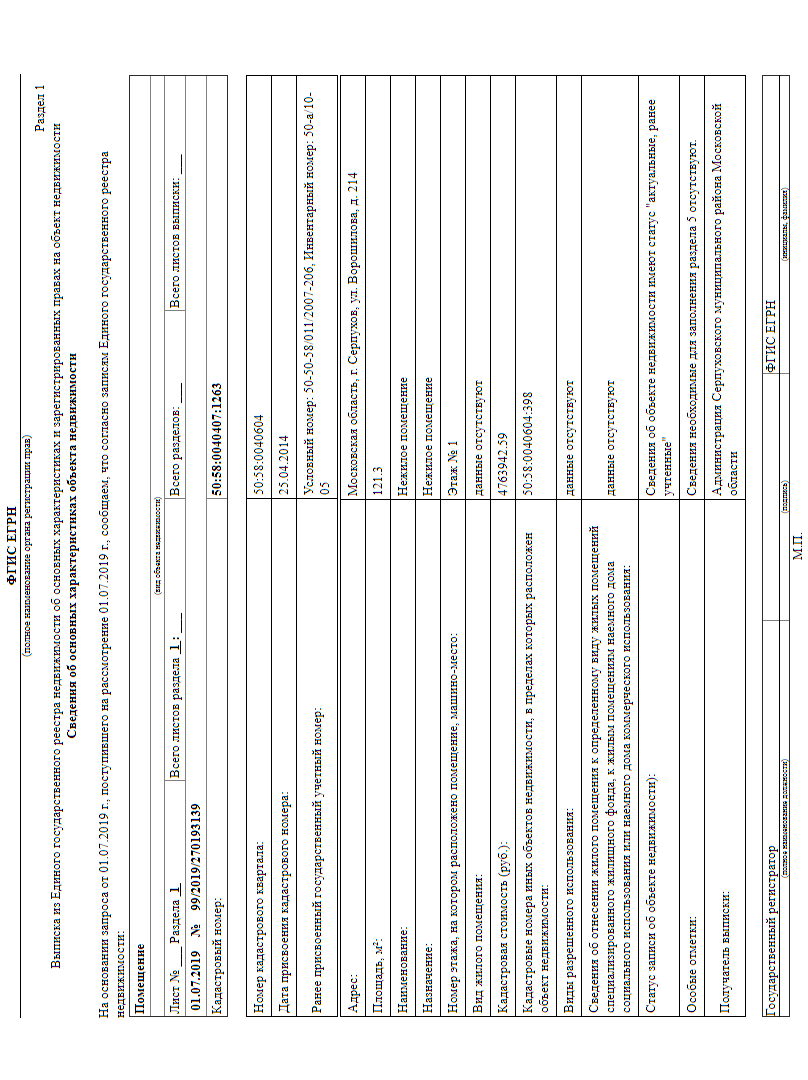 ФГИС ЕГРН
(полное наименование органа регистрации прав)
Раздел 1
Выписка из Единого государственного реестра недвижимости об основных характеристиках и зарегистрированных правах на объект недвижимости
Сведения об основных характеристиках объекта недвижимости
На основании запроса от 01.07.2019 г., поступившего на рассмотрение 01.07.2019 г., сообщаем, что согласно записям Единого государственного реестра
недвижимости:
Помещение
(вид объекта недвижимости)
Лист № ___ Раздела 1 Всего листов раздела 1 : ___ Всего разделов: ___ Всего листов выписки: ___
01.07.2019 № 99/2019/270193139
Кадастровый номер: 50:58:0040407:1263
Номер кадастрового квартала: 50:58:0040604
Дата присвоения кадастрового номера: 25.04.2014
Ранее присвоенный государственный учетный номер: Условный номер: 50-50-58/011/2007-206, Инвентарный номер: 50-а/10-
05
Адрес: Московская область, г. Серпухов, ул. Ворошилова, д. 214
Площадь, м²: 121.3
Наименование: Нежилое помещение
Назначение: Нежилое помещение
Номер этажа, на котором расположено помещение, машино-место: Этаж № 1
Вид жилого помещения: данные отсутствуют
Кадастровая стоимость (руб.): 4763942.59
Кадастровые номера иных объектов недвижимости, в пределах которых расположен
объект недвижимости: 50:58:0040604:398
Виды разрешенного использования: данные отсутствуют
Сведения об отнесении жилого помещения к определенному виду жилых помещений
специализированного жилищного фонда, к жилым помещениям наемного дома
социального использования или наемного дома коммерческого использования: данные отсутствуют
Статус записи об объекте недвижимости): Сведения об объекте недвижимости имеют статус "актуальные, ранее
учтенные"
Особые отметки: Сведения необходимые для заполнения раздела 5 отсутствуют.
Получатель выписки: Администрация Серпуховского муниципального района Московской
области
Государственный регистратор ФГИС ЕГРН
(полное наименование должности) (подпись) (инициалы, фамилия)
М.П.